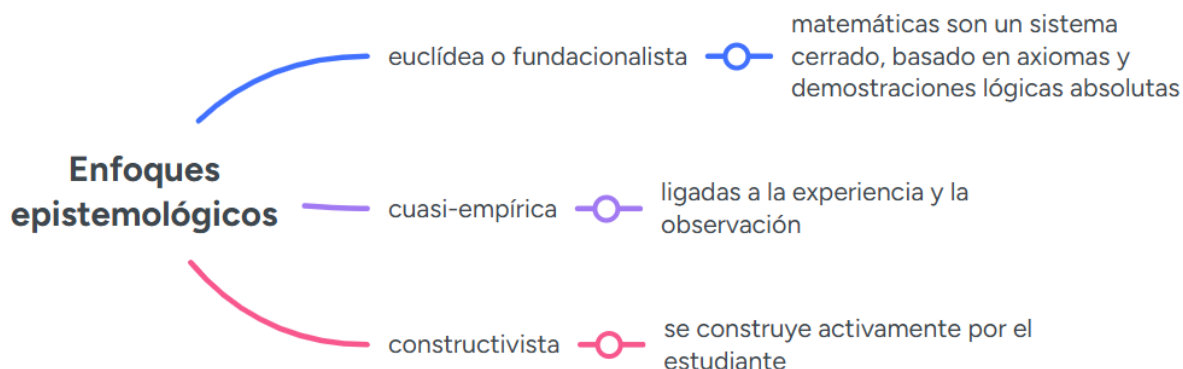 Enfoques
epistemológicos
euclídea o fundacionalista
matemáticas son un sistema
cerrado, basado en axiomas y
demostraciones lógicas absolutas
cuasi-empírica
ligadas a la experiencia y la
observación
constructivista
se construye activamente por el
estudiante